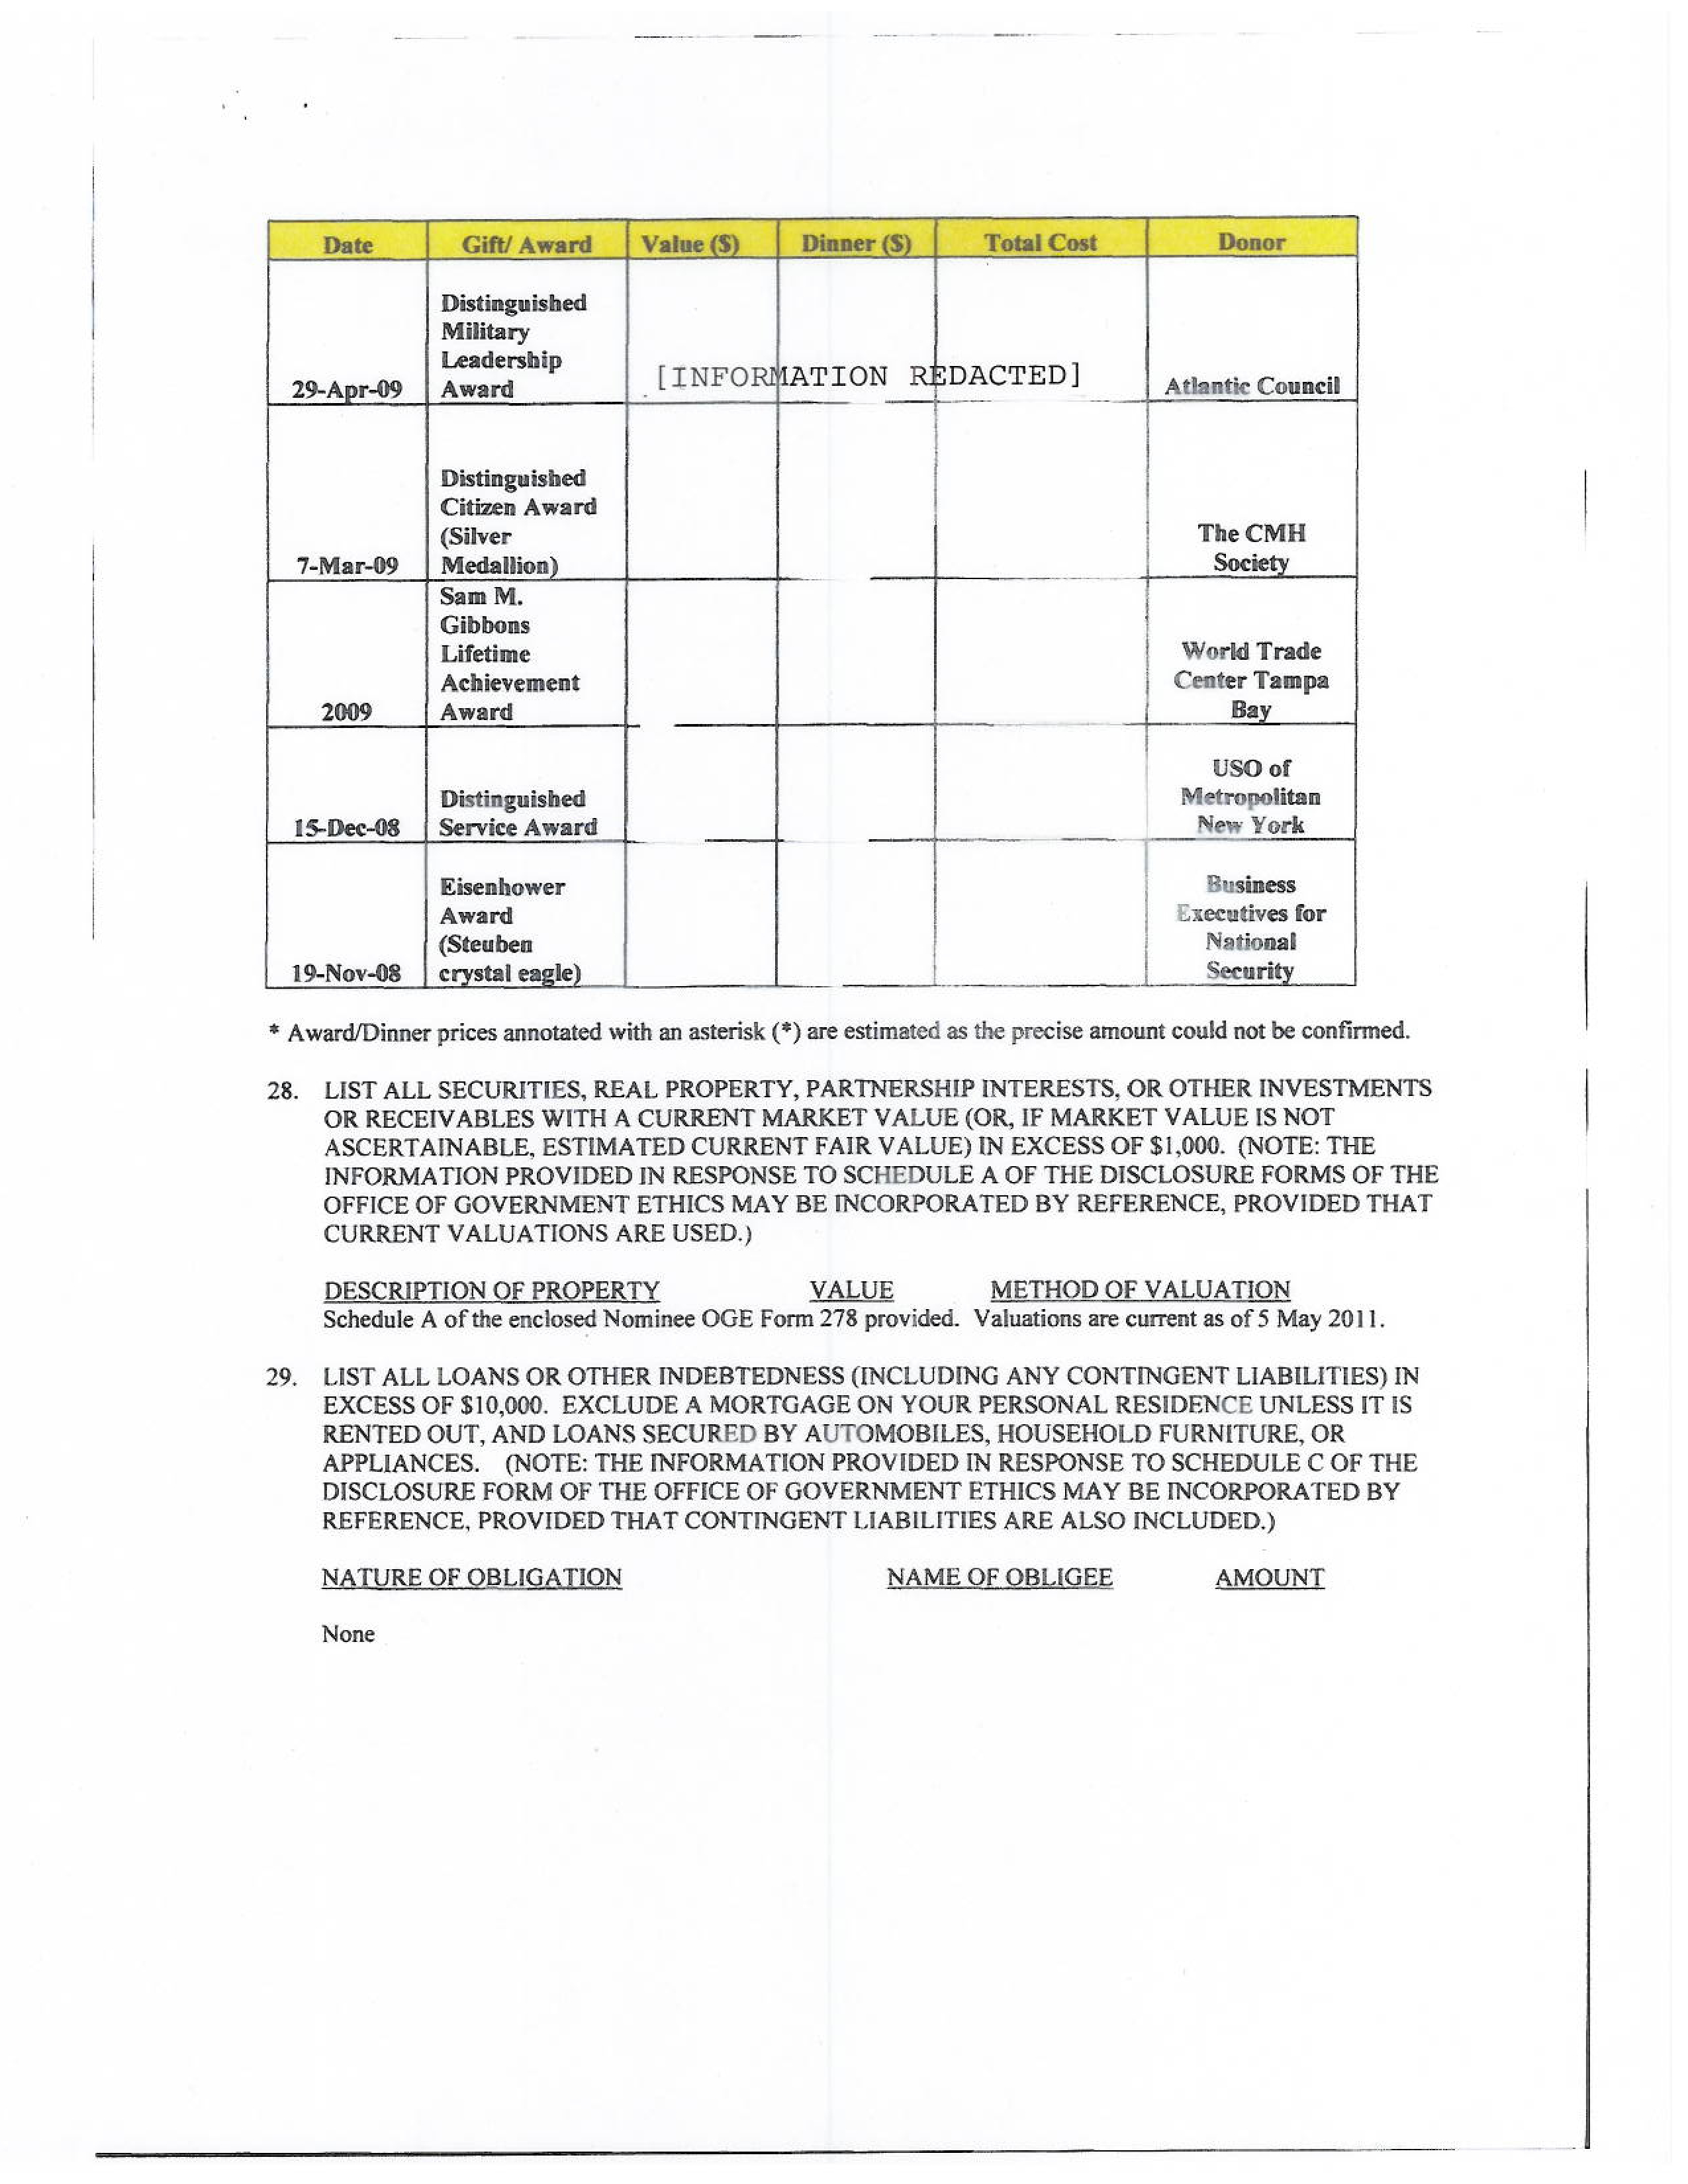 Date Gift/ Award Value ($) Dinner ($) Total Cost Donor
Distinguished
Military
Leadership
29-Apr-09 Award [INFORMATION REDACTED] Atlantic Council
Distinguished
Citizen Award
(Silver The CMH
7-Mar-09 Medallion) Society
Sam M.
Gibbons
Lifetime World Trade
Achievement Center Tampa
2009 Award Bay
USO of
Distinguished Metropolitan
15-Dec-08 Service Award New York
Eisenhower Business
Award Executives for
(Steuben National
19-Nov-08 crystal eagle) Security
* Award/Dinner prices annotated with an asterisk (*) are estimated as the precise amount could not be confirmed.
28. LIST ALL SECURITIES, REAL PROPERTY, PARTNERSHIP INTERESTS, OR OTHER INVESTMENTS
OR RECEIVABLES WITH A CURRENT MARKET VALUE (OR, IF MARKET VALUE IS NOT
ASCERTAINABLE, ESTIMATED CURRENT FAIR VALUE) IN EXCESS OF $1,000. (NOTE: THE
INFORMATION PROVIDED IN RESPONSE TO SCHEDULE A OF THE DISCLOSURE FORMS OF THE
OFFICE OF GOVERNMENT ETHICS MAY BE INCORPORATED BY REFERENCE, PROVIDED THAT
CURRENT VALUATIONS ARE USED.)
DESCRIPTION OF PROPERTY VALUE METHOD OF VALUATION
Schedule A of the enclosed Nominee OGE Form 278 provided. Valuations are current as of 5 May 2011.
29. LIST ALL LOANS OR OTHER INDEBTEDNESS (INCLUDING ANY CONTINGENT LIABILITIES) IN
EXCESS OF $10,000. EXCLUDE A MORTGAGE ON YOUR PERSONAL RESIDENCE UNLESS IT IS
RENTED OUT, AND LOANS SECURED BY AUTOMOBILES, HOUSEHOLD FURNITURE, OR
APPLIANCES. (NOTE: THE INFORMATION PROVIDED IN RESPONSE TO SCHEDULE C OF THE
DISCLOSURE FORM OF THE OFFICE OF GOVERNMENT ETHICS MAY BE INCORPORATED BY
REFERENCE, PROVIDED THAT CONTINGENT LIABILITIES ARE ALSO INCLUDED.)
NATURE OF OBLIGATION NAME OF OBLIGEE AMOUNT
None